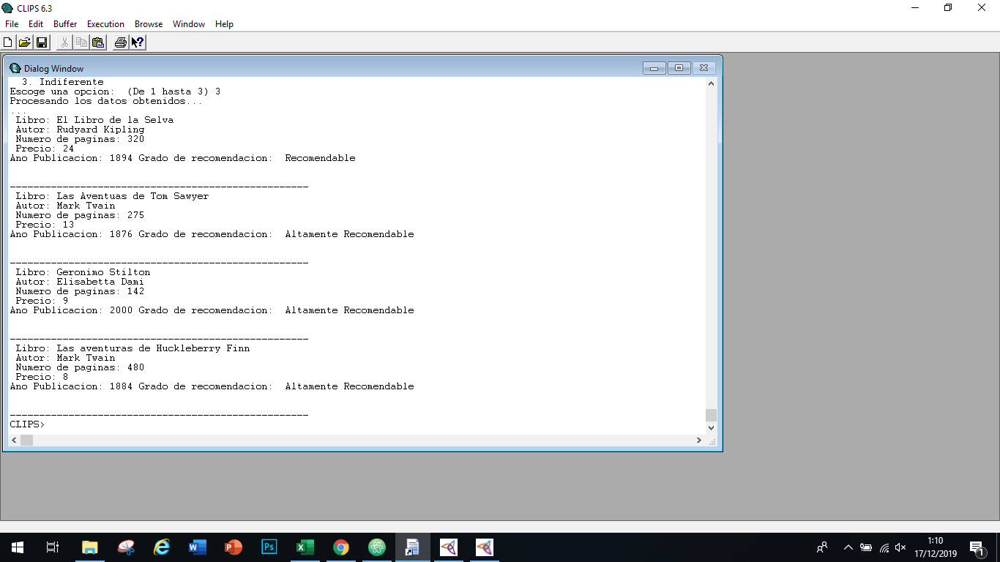 CLIPS 6.3
File Edit Buffer Execution Browse Window Help
Dialog Window
3. Indiferente
Escoge una opcion:  (De 1 hasta 3) 3
Procesando los datos obtenidos...
...
Libro: El Libro de la Selva
Autor: Rudyard Kipling
Numero de paginas: 320
Precio: 24
Ano Publicacion: 1894 Grado de recomendacion:  Recomendable
___________________________________________________
Libro: Las Aventuas de Tom Sawyer
Autor: Mark Twain
Numero de paginas: 275
Precio: 13
Ano Publicacion: 1876 Grado de recomendacion:  Altamente Recomendable
___________________________________________________
Libro: Geronimo Stilton
Autor: Elisabetta Dami
Numero de paginas: 142
Precio: 9
Ano Publicacion: 2000 Grado de recomendacion:  Altamente Recomendable
___________________________________________________
Libro: Las aventuras de Huckleberry Finn
Autor: Mark Twain
Numero de paginas: 480
Precio: 8
Ano Publicacion: 1884 Grado de recomendacion:  Altamente Recomendable
___________________________________________________
CLIPS>
Ps
1:10
17/12/2019
1